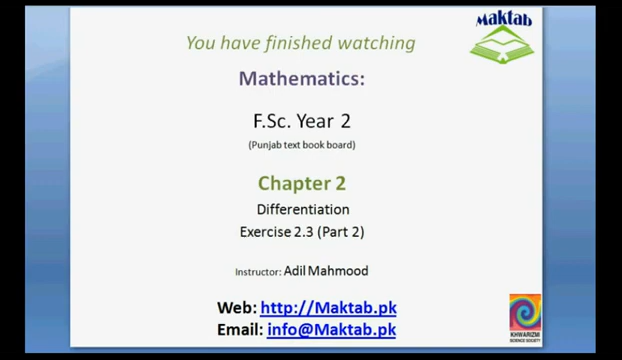 Maktab
You have finished watching
Mathematics:
F.Sc. Year 2
(Punjab text book board)
Chapter 2
Differentiation
Exercise 2.3 (Part 2)
Instructor: Adil Mahmood
Web: http://Maktab.pk
Email: info@Maktab.pk
KHWARIZMI
SCIENCE SOCIETY